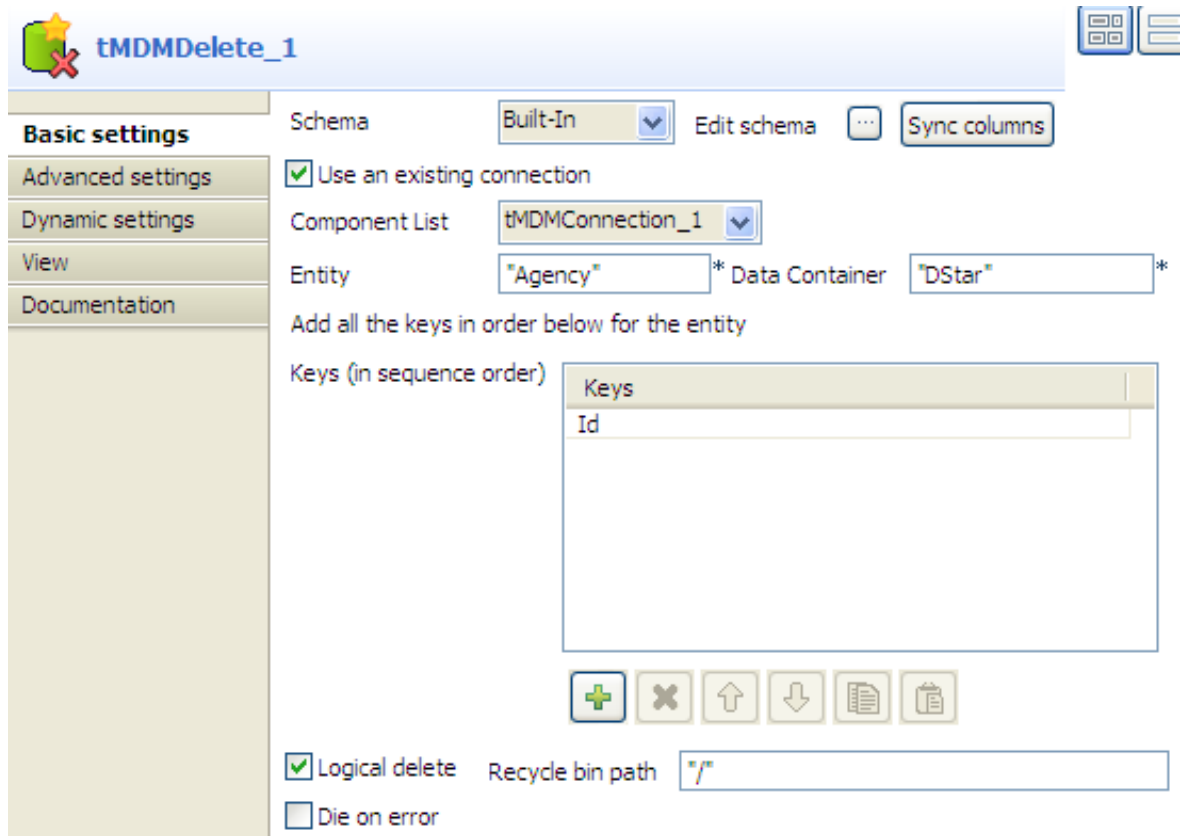 tMDMDelete_1
Basic settings
Advanced settings
Dynamic settings
View
Documentation
Schema Built-In Edit schema ... Sync columns
Use an existing connection
Component List tMDMConnection_1
Entity "Agency" * Data Container "DStar" *
Add all the keys in order below for the entity
Keys (in sequence order)
Keys
Id
Logical delete Recycle bin path "/"
Die on error